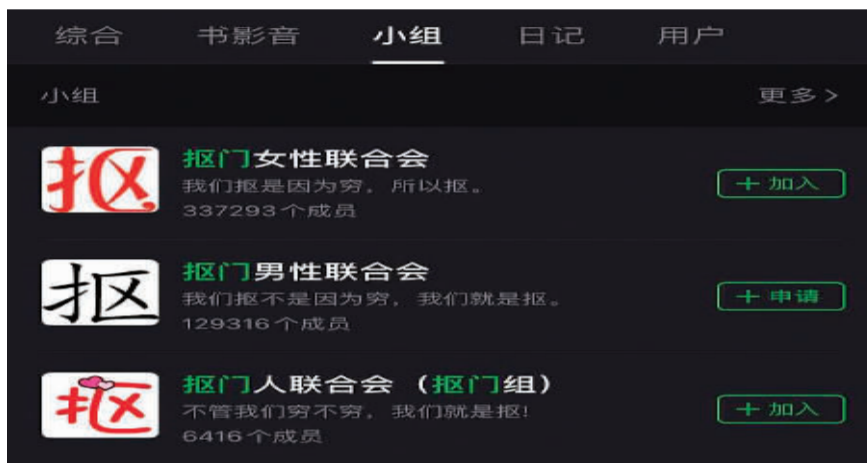 综合 书影音 小组 日记 用户
小组 更多 >
抠
抠门女性联合会
我们抠是因为穷，所以抠。
337293个成员
+ 加入
抠
抠门男性联合会
我们抠不是因为穷，我们就是抠。
129316个成员
+ 申请
抠
抠门人联合会（抠门组）
不管我们穷不穷，我们就是抠!
6416个成员
+ 加入